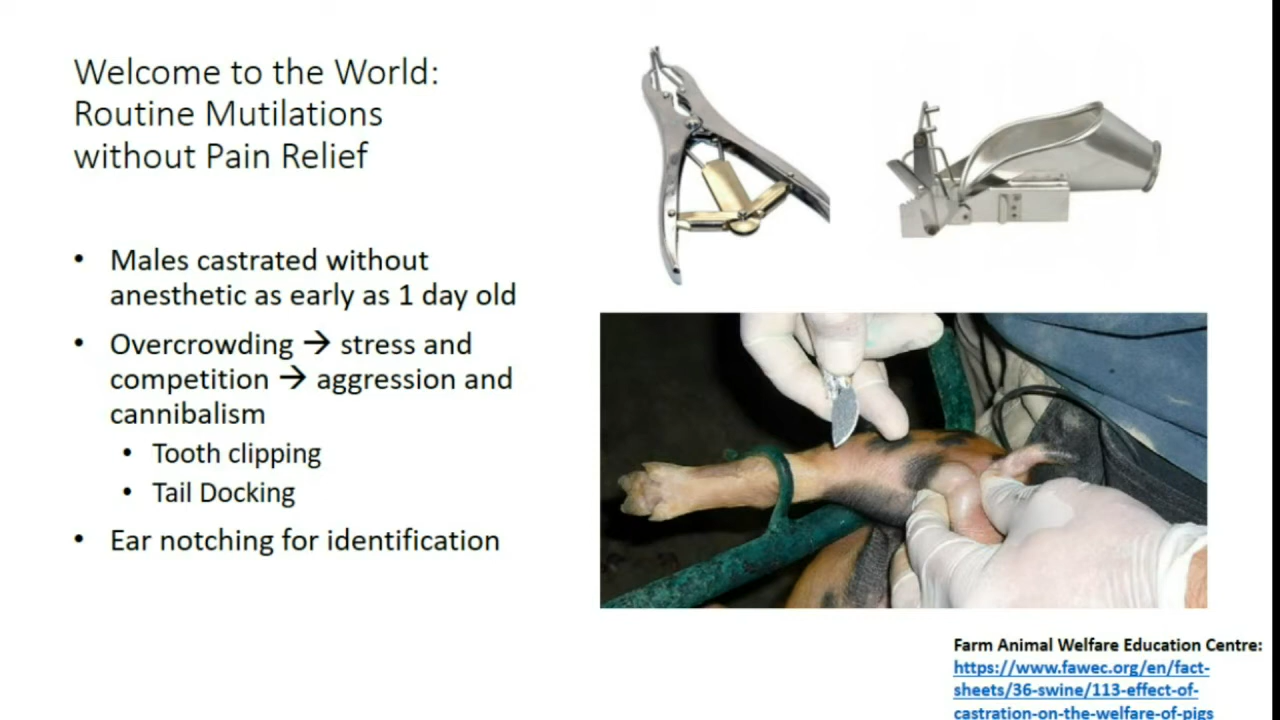 Welcome to the World:
Routine Mutilations
without Pain Relief
• Males castrated without
anesthetic as early as 1 day old
• Overcrowding → stress and
competition → aggression and
cannibalism
• Tooth clipping
• Tail Docking
• Ear notching for identification
Farm Animal Welfare Education Centre:
https://www.fawec.org/en/fact-
sheets/36-swine/113-effect-of-
castration-on-the-welfare-of-pigs